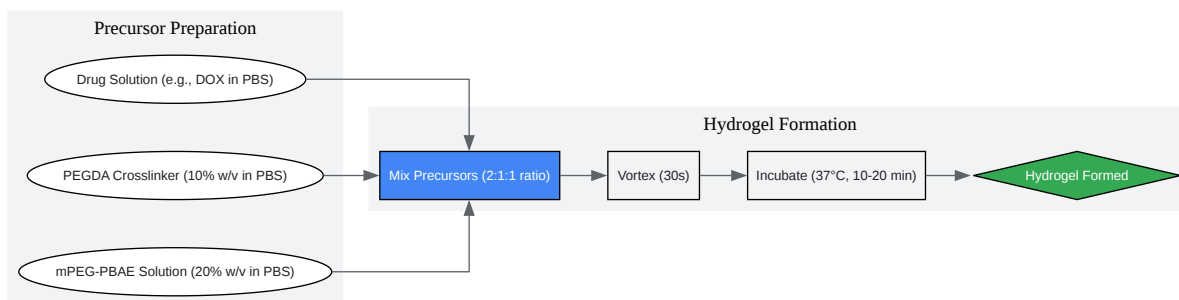 Precursor Preparation
Drug Solution (e.g., DOX in PBS)
PEGDA Crosslinker (10% w/v in PBS)
mPEG-PBAE Solution (20% w/v in PBS)
Hydrogel Formation
Mix Precursors (2:1:1 ratio)
Vortex (30s)
Incubate (37°C, 10-20 min)
Hydrogel Formed